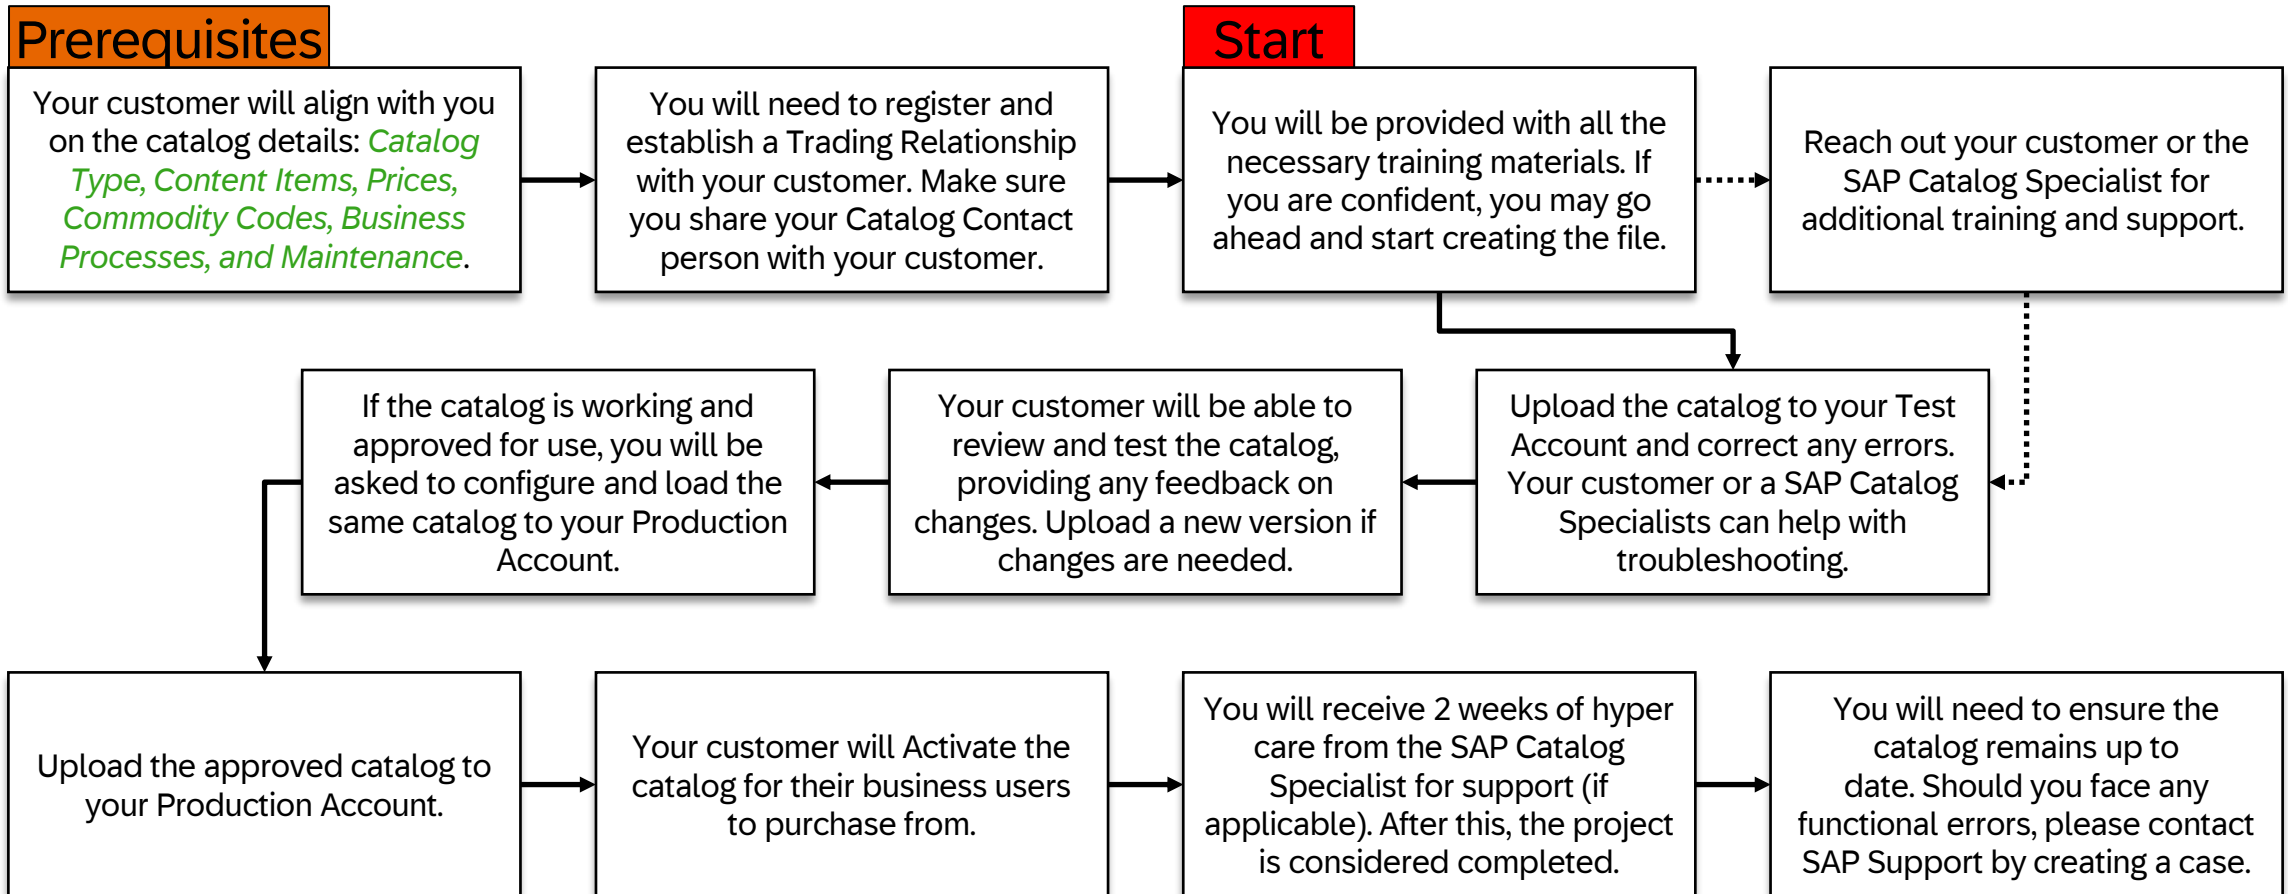 Prerequisites
Your customer will align with you
on the catalog details: Catalog
Type, Content Items, Prices,
Commodity Codes, Business
Processes, and Maintenance.
You will need to register and
establish a Trading Relationship
with your customer. Make sure
you share your Catalog Contact
person with your customer.
Start
You will be provided with all the
necessary training materials. If
you are confident, you may go
ahead and start creating the file.
Reach out your customer or the
SAP Catalog Specialist for
additional training and support.
Upload the catalog to your Test
Account and correct any errors.
Your customer or a SAP Catalog
Specialists can help with
troubleshooting.
Your customer will be able to
review and test the catalog,
providing any feedback on
changes. Upload a new version if
changes are needed.
If the catalog is working and
approved for use, you will be
asked to configure and load the
same catalog to your Production
Account.
Upload the approved catalog to
your Production Account.
Your customer will Activate the
catalog for their business users
to purchase from.
You will receive 2 weeks of hyper
care from the SAP Catalog
Specialist for support (if
applicable). After this, the project
is considered completed.
You will need to ensure the
catalog remains up to
date. Should you face any
functional errors, please contact
SAP Support by creating a case.